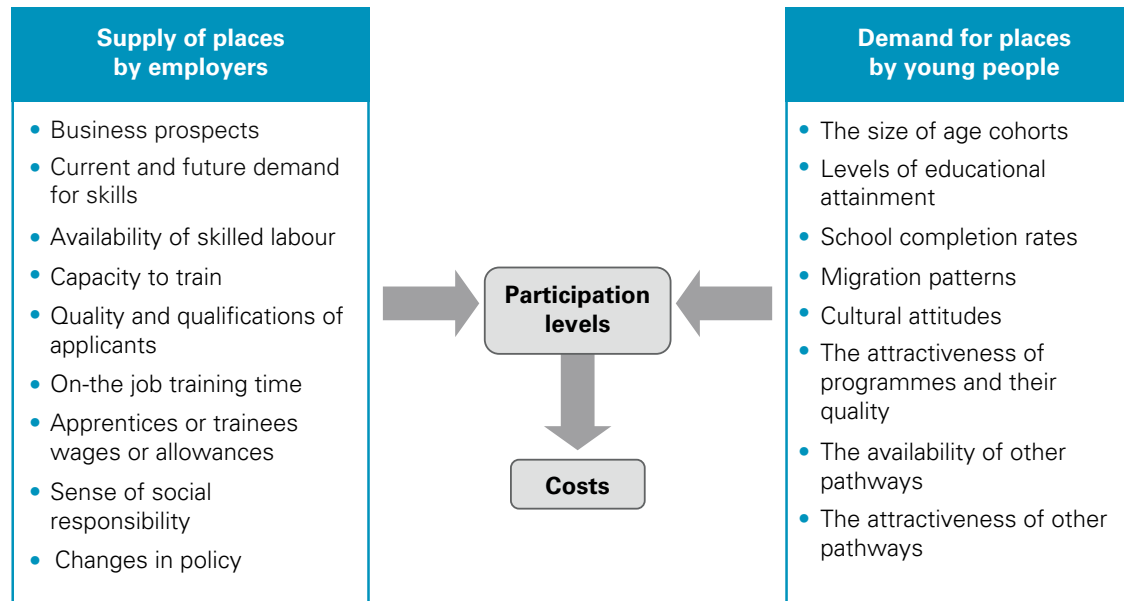 Supply of places
by employers
• Business prospects
• Current and future demand
for skills
• Availability of skilled labour
• Capacity to train
• Quality and qualifications of
applicants
• On-the job training time
• Apprentices or trainees
wages or allowances
• Sense of social
responsibility
• Changes in policy
Participation
levels
Costs
Demand for places
by young people
• The size of age cohorts
• Levels of educational
attainment
• School completion rates
• Migration patterns
• Cultural attitudes
• The attractiveness of
programmes and their
quality
• The availability of other
pathways
• The attractiveness of other
pathways